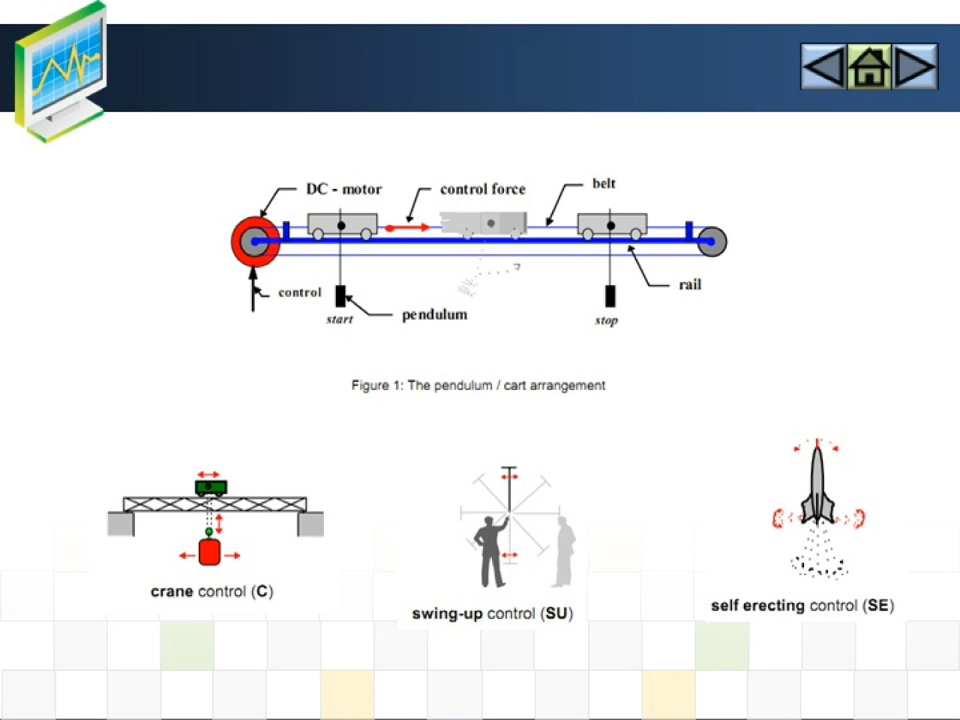 DC - motor
control force
belt
control
start
pendulum
stop
rail
Figure 1: The pendulum / cart arrangement
crane control (C)
swing-up control (SU)
self erecting control (SE)